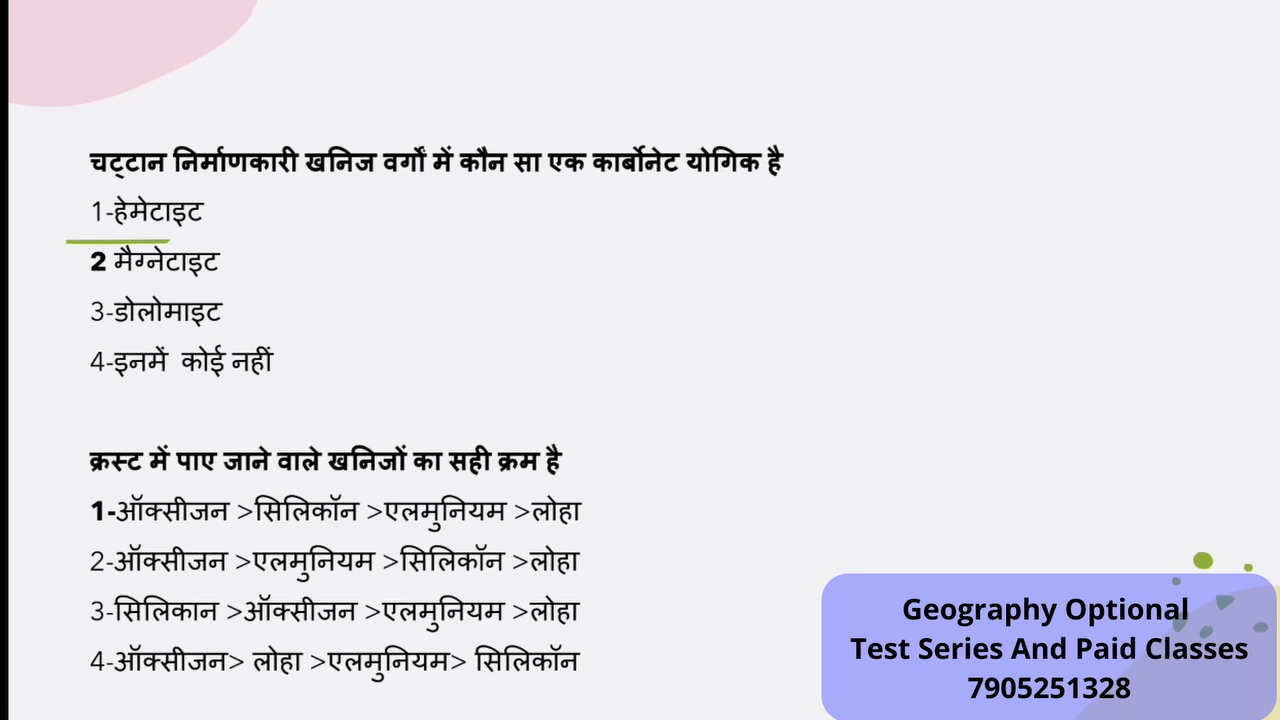 चट्टान निर्माणकारी खनिज वर्गों में कौन सा एक कार्बोनेट योगिक है
1-हेमेटाइट
2 मैग्नेटाइट
3-डोलोमाइट
4-इनमें कोई नहीं
क्रस्ट में पाए जाने वाले खनिजों का सही क्रम है
1-ऑक्सीजन >सिलिकॉन >एलमुनियम >लोहा
2-ऑक्सीजन >एलमुनियम >सिलिकॉन >लोहा
3-सिलिकान >ऑक्सीजन >एलमुनियम >लोहा
4-ऑक्सीजन> लोहा >एलमुनियम> सिलिकॉन
Geography Optional
Test Series And Paid Classes
7905251328